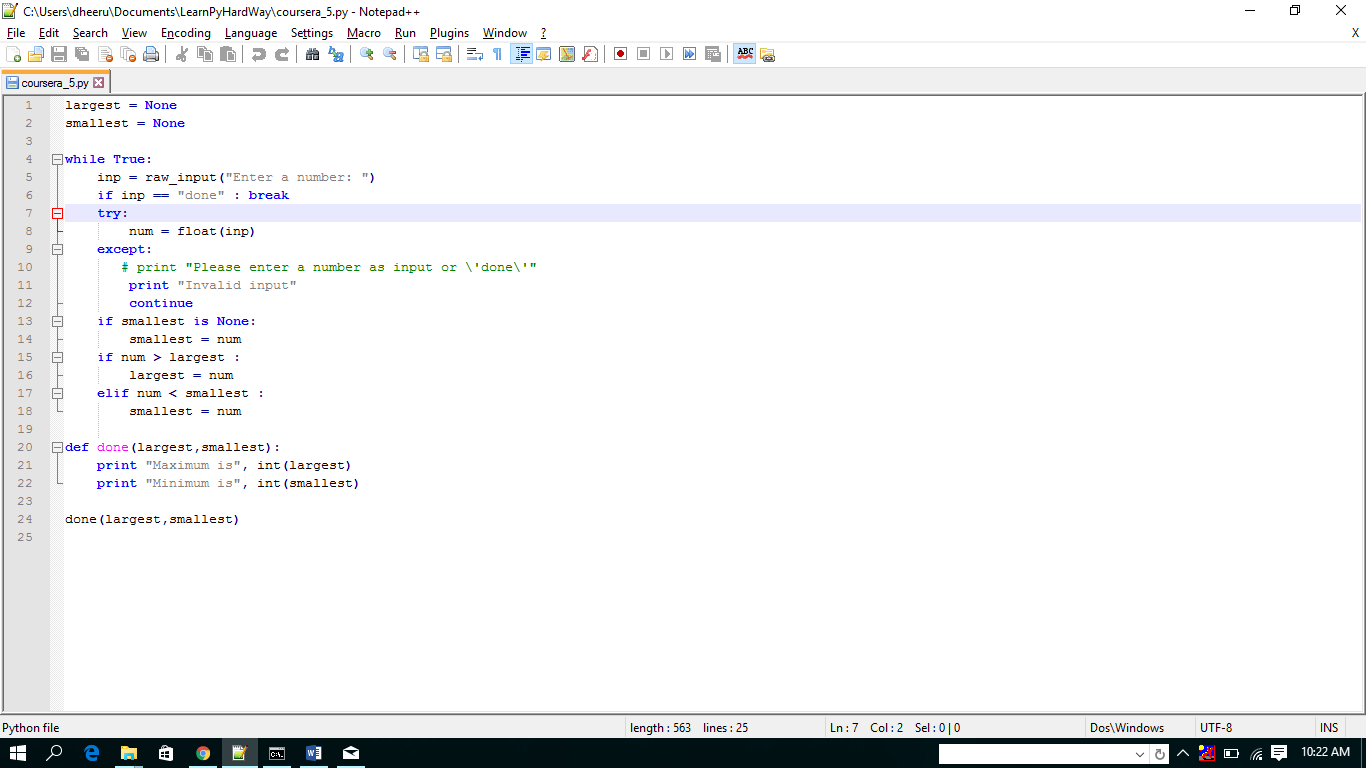 C:\Users\dheeru\Documents\LearnPyHardWay\coursera_5.py - Notepad++
File Edit Search View Encoding Language Settings Macro Run Plugins Window ? X
ABC
coursera_5.py
1 largest = None
2 smallest = None
3
4 while True:
5     inp = raw_input("Enter a number: ")
6     if inp == "done" : break
7     try:
8         num = float(inp)
9     except:
10        # print "Please enter a number as input or \'done\'"
11         print "Invalid input"
12         continue
13     if smallest is None:
14         smallest = num
15     if num > largest :
16         largest = num
17     elif num < smallest :
18         smallest = num
19
20 def done(largest,smallest):
21     print "Maximum is", int(largest)
22     print "Minimum is", int(smallest)
23
24 done(largest,smallest)
25
Python file length : 563 lines : 25 Ln : 7 Col : 2 Sel : 0 | 0 Dos\Windows UTF-8 INS
10:22 AM